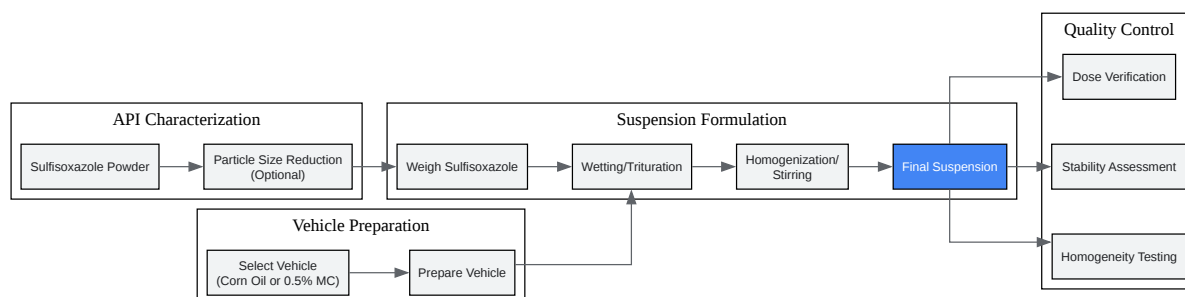 Quality Control
Dose Verification
API Characterization
Suspension Formulation
Sulfisoxazole Powder
Particle Size Reduction
(Optional)
Weigh Sulfisoxazole
Wetting/Trituration
Homogenization/
Stirring
Final Suspension
Stability Assessment
Vehicle Preparation
Select Vehicle
(Corn Oil or 0.5% MC)
Prepare Vehicle
Homogeneity Testing